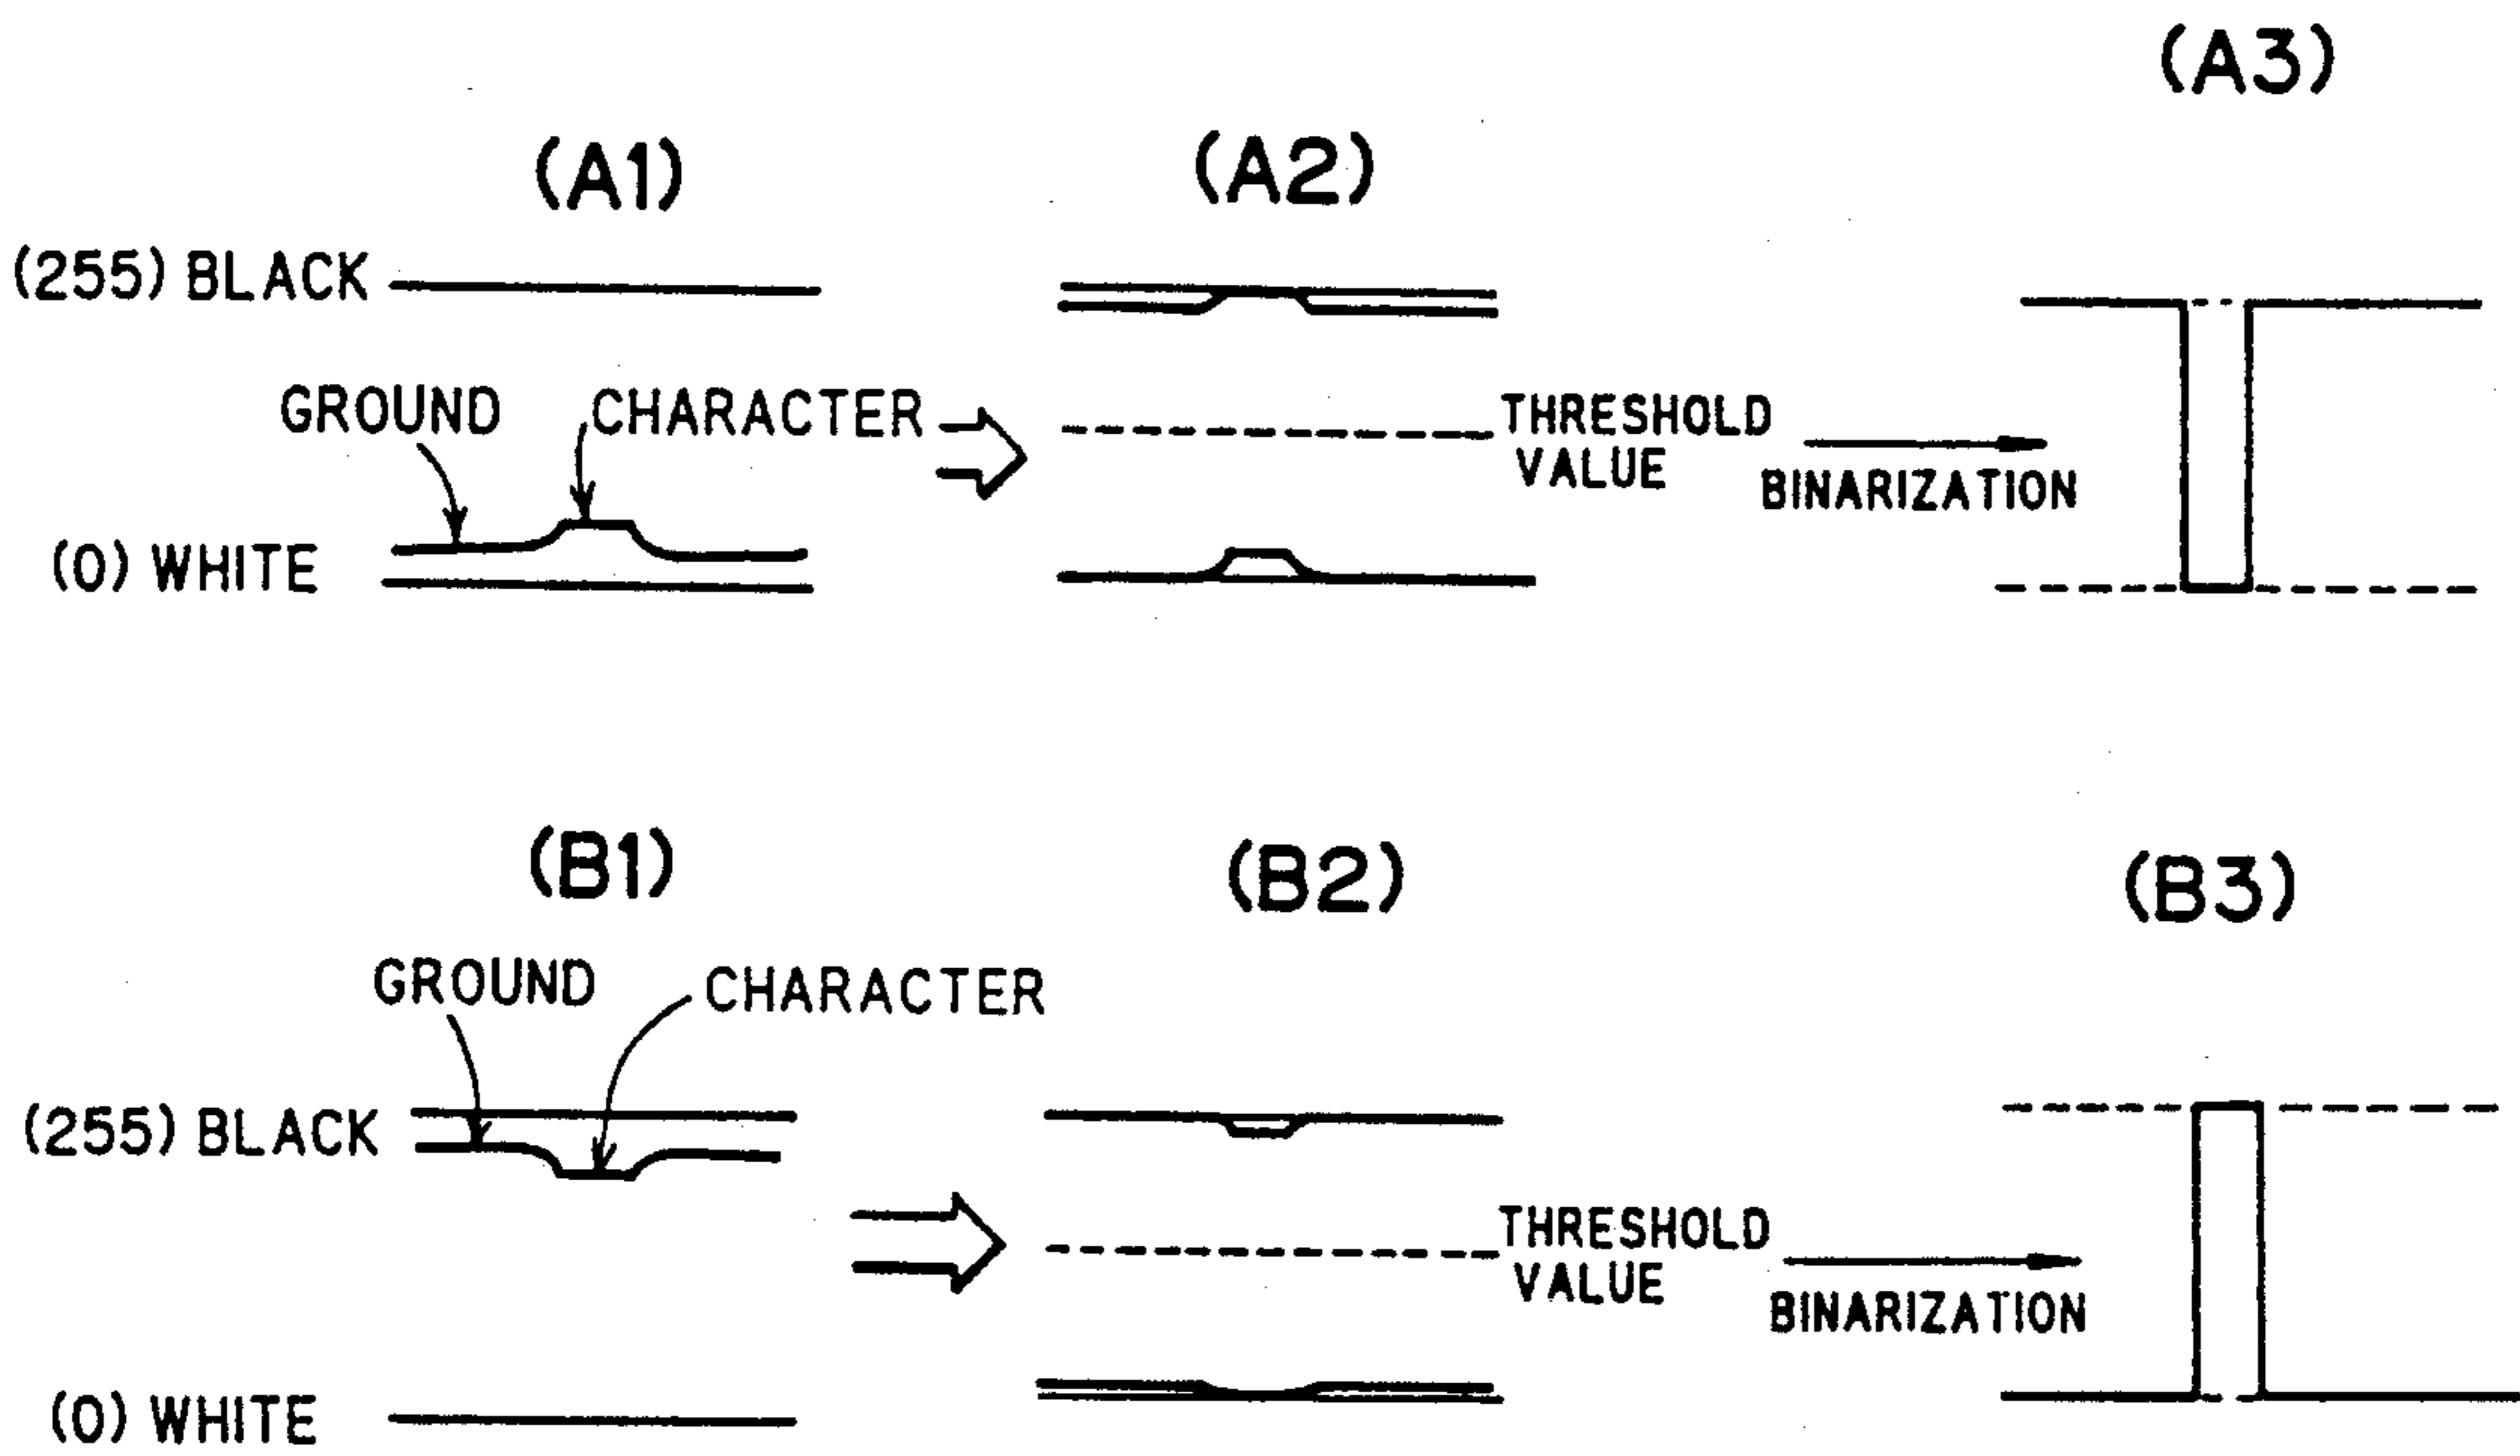 (A3)
(A1)
(A2)
(255) BLACK
GROUND
CHARACTER
THRESHOLD
VALUE
BINARIZATION
(0) WHITE
(B1)
(B2)
(B3)
GROUND
CHARACTER
(255) BLACK
THRESHOLD
VALUE
BINARIZATION
(0) WHITE